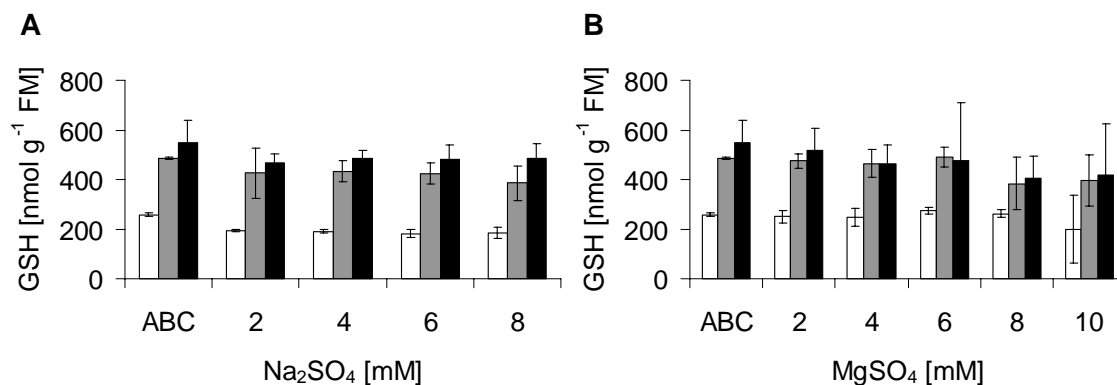 A
GSH [nmol g⁻¹ FM]
800
600
400
200
0
ABC 2 4 6 8
Na₂SO₄ [mM]
B
GSH [nmol g⁻¹ FM]
800
600
400
200
0
ABC 2 4 6 8 10
MgSO₄ [mM]